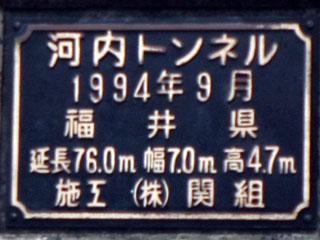 河内トンネル
1994年9月
福井県
延長76.0m 幅7.0m 高4.7m
施工 (株) 関組